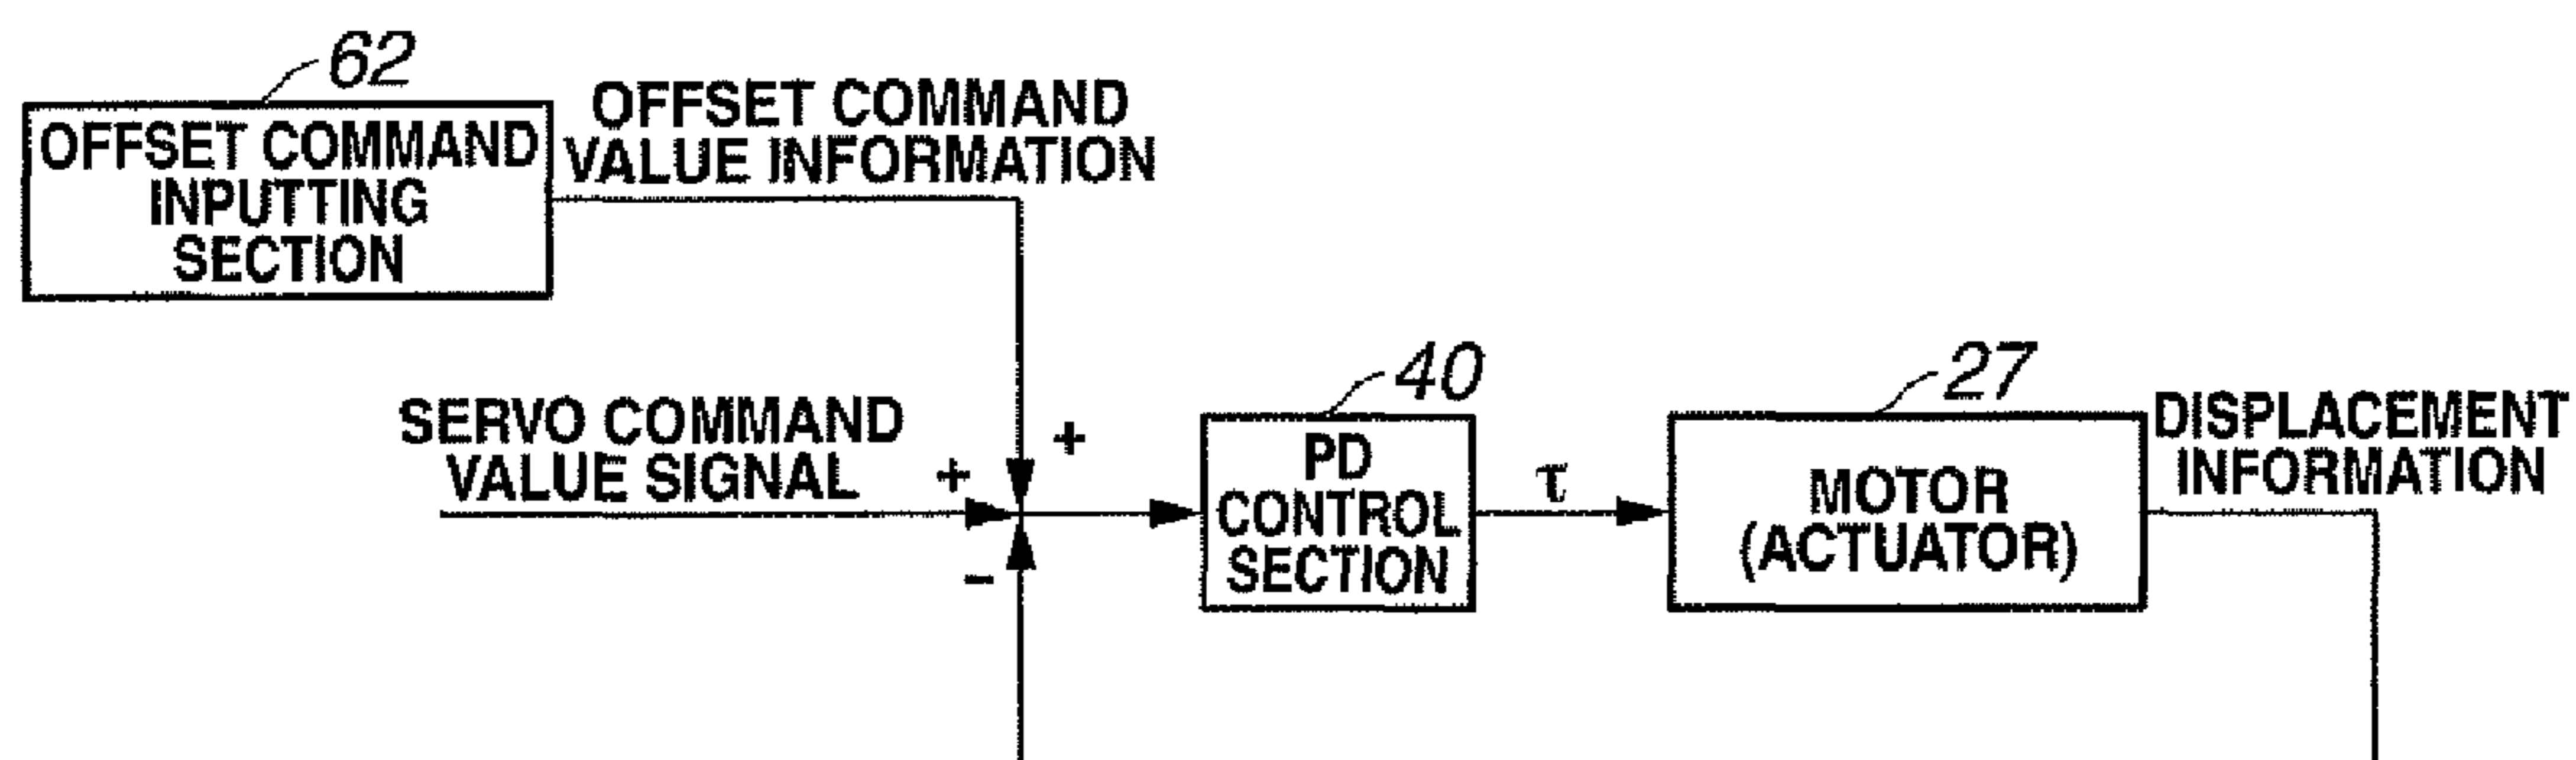 62
OFFSET COMMAND
INPUTTING
SECTION
OFFSET COMMAND
VALUE INFORMATION
SERVO COMMAND
VALUE SIGNAL
+
+
-
40
PD
CONTROL
SECTION
τ
27
MOTOR
(ACTUATOR)
DISPLACEMENT
INFORMATION